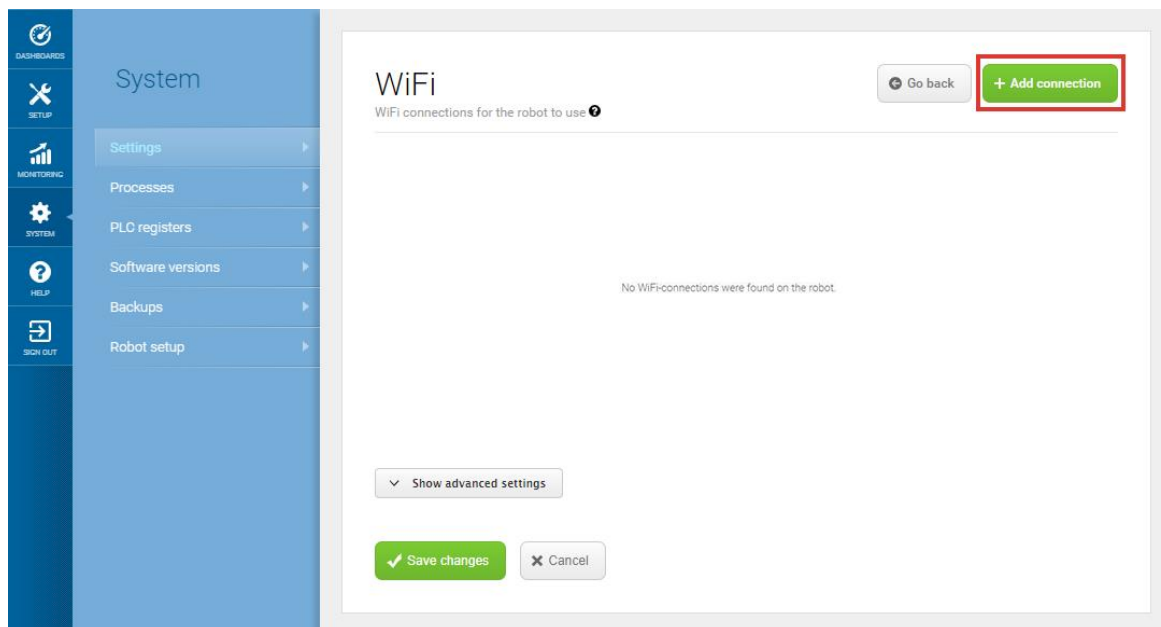 DASHBOARDS
SETUP
MONITORING
SYSTEM
HELP
SIGN OUT
System
Settings
Processes
PLC registers
Software versions
Backups
Robot setup
WiFi
WiFi connections for the robot to use
Go back
+ Add connection
No WiFi-connections were found on the robot.
Show advanced settings
Save changes
Cancel